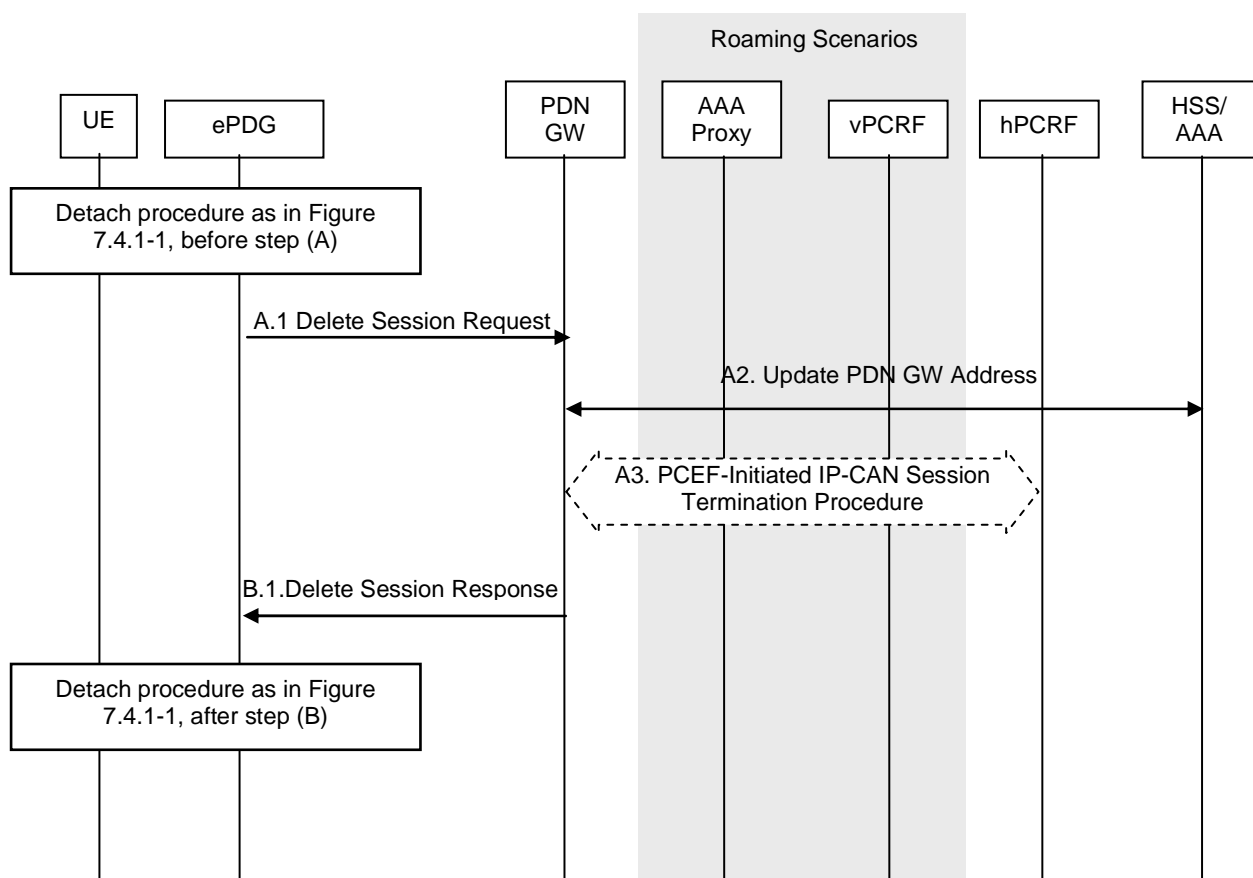 Roaming Scenarios
UE
ePDG
PDN
GW
AAA
Proxy
vPCRF
hPCRF
HSS/
AAA
Detach procedure as in Figure
7.4.1-1, before step (A)
A.1 Delete Session Request
A2. Update PDN GW Address
A3. PCEF-Initiated IP-CAN Session
Termination Procedure
B.1.Delete Session Response
Detach procedure as in Figure
7.4.1-1, after step (B)